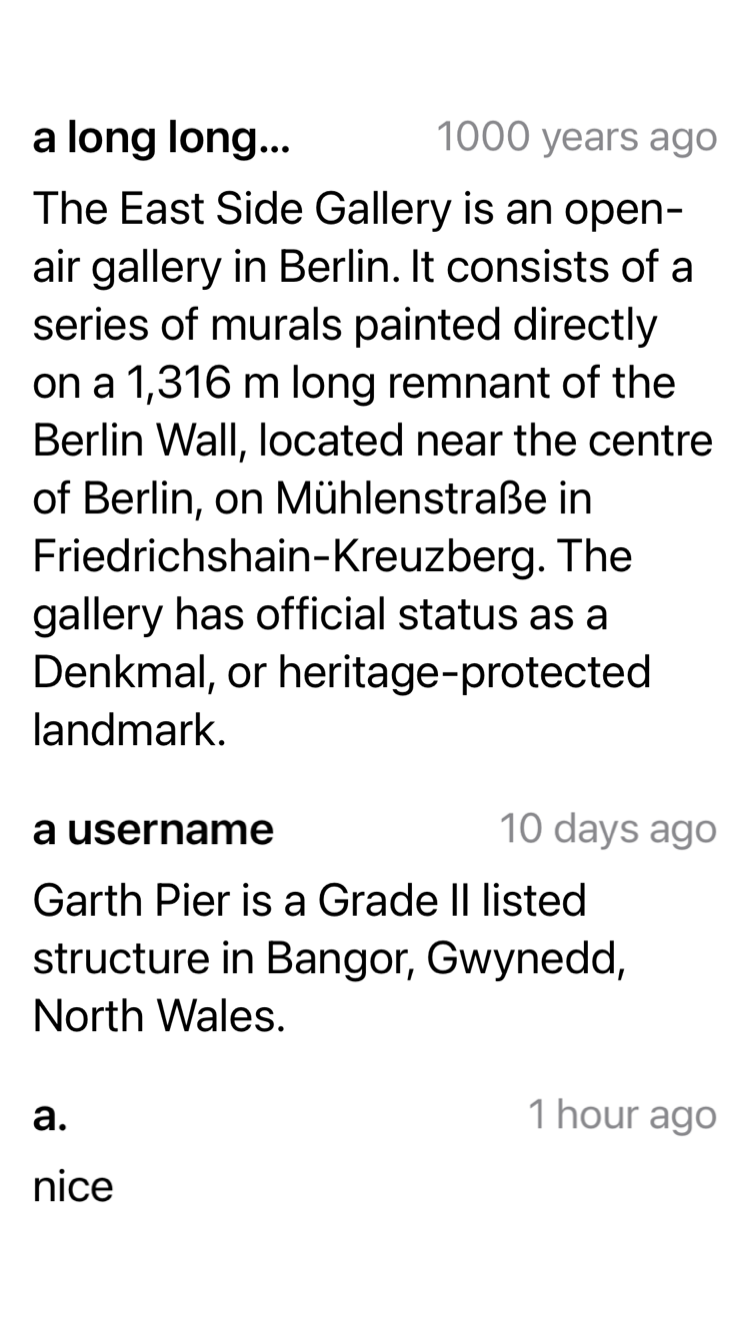 a long long...
1000 years ago
The East Side Gallery is an open-
air gallery in Berlin. It consists of a
series of murals painted directly
on a 1,316 m long remnant of the
Berlin Wall, located near the centre
of Berlin, on Mühlenstraße in
Friedrichshain-Kreuzberg. The
gallery has official status as a
Denkmal, or heritage-protected
landmark.
a username
10 days ago
Garth Pier is a Grade II listed
structure in Bangor, Gwynedd,
North Wales.
a.
1 hour ago
nice